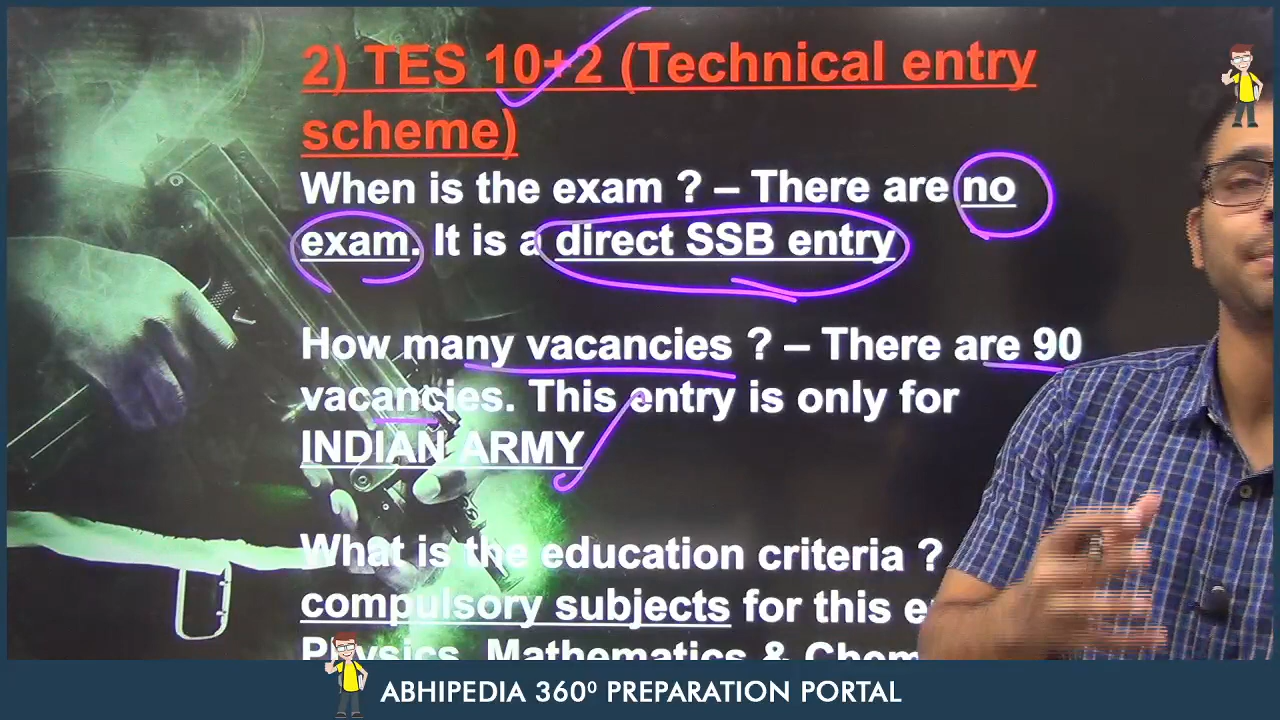 2) TES 10+2 (Technical entry
scheme)
When is the exam ? – There are no
exam. It is a direct SSB entry
How many vacancies ? – There are 90
vacancies. This entry is only for
INDIAN ARMY
What is the education criteria ?
compulsory subjects for this
Physics, Mathematics &
ABHIPEDIA 360⁰ PREPARATION PORTAL